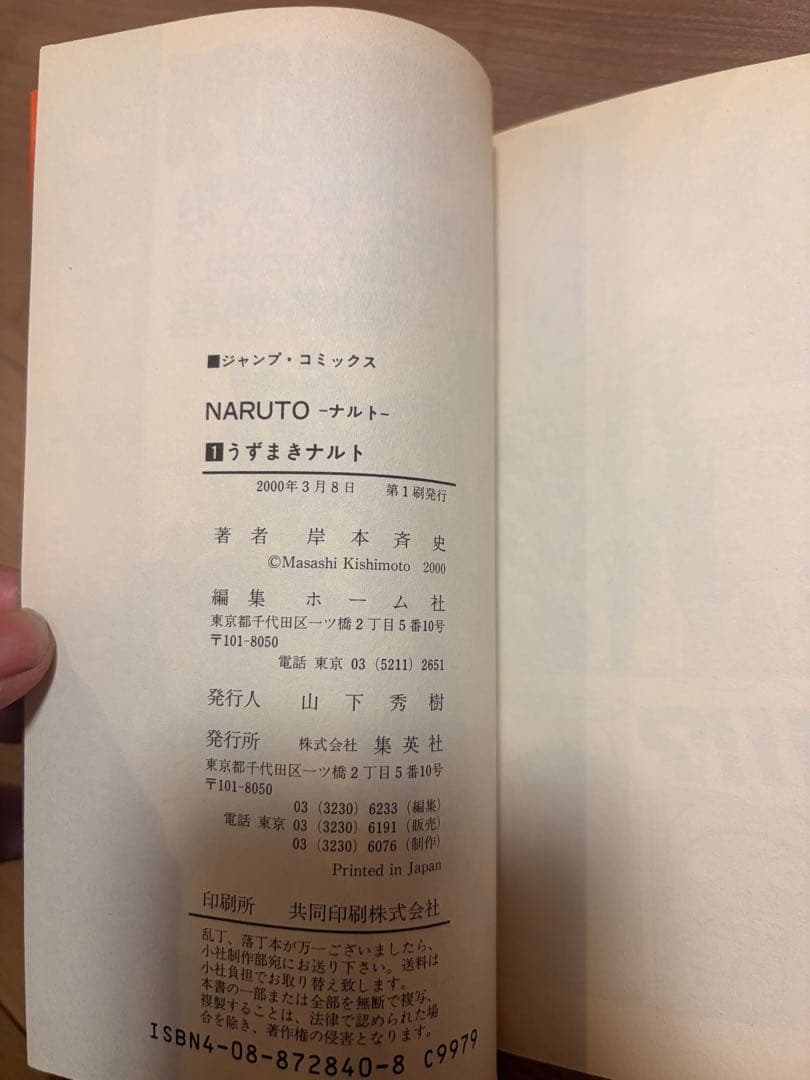 ■ジャンプ・コミックス
NARUTO -ナルト-
1 うずまきナルト
2000年3月8日 第1刷発行
著者 岸本斉史
©Masashi Kishimoto 2000
編集 ホーム社
東京都千代田区一ツ橋2丁目5番10号
〒101-8050
電話 東京 03 (5211) 2651
発行人 山下秀樹
発行所 株式会社 集英社
東京都千代田区一ツ橋2丁目5番10号
〒101-8050
03 (3230) 6233 (編集)
電話 東京 03 (3230) 6191 (販売)
03 (3230) 6076 (制作)
Printed in Japan
印刷所 共同印刷株式会社
乱丁、落丁本が万一ございましたら、
小社制作部宛にお送り下さい。送料は
小社負担でお取り替え致します。
本書の一部または全部を無断で複写、
複製することは、法律で認められた場
合を除き、著作権の侵害となります。
ISBN4-08-872840-8 C9979